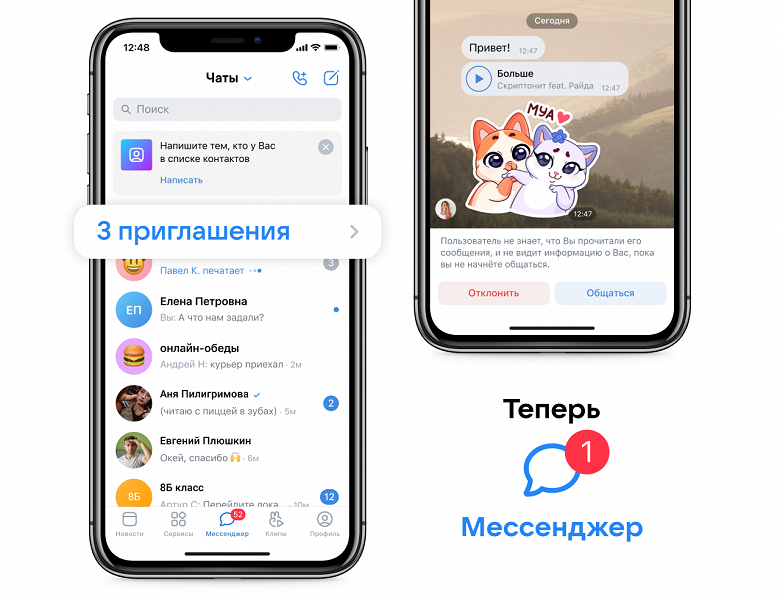 12:48
Чаты
Поиск
Напишите тем, кто у Вас
в списке контактов
Написать
3 приглашения
Павел К. печатает
3
ЕП
Елена Петровна
Вы: А что нам задали?
онлайн-обеды
Андрей Н: курьер приехал · 2м
Аня Пилигримова
(читаю с пиццей в зубах) · 5м
2
Евгений Плюшкин
Окей, спасибо 🙌 · 6м
8Б
8Б класс
Артур С: Перейдите пока... · 10м
12
52
Новости
Сервисы
Мессенджер
Клипы
Профиль
Сегодня
Привет! 12:47
Больше
Скриптонит feat. Райда 12:47
МУА
12:47
Пользователь не знает, что Вы прочитали его
сообщения, и не видит информацию о Вас, пока
вы не начнёте общаться.
Отклонить
Общаться
Теперь
1
Мессенджер